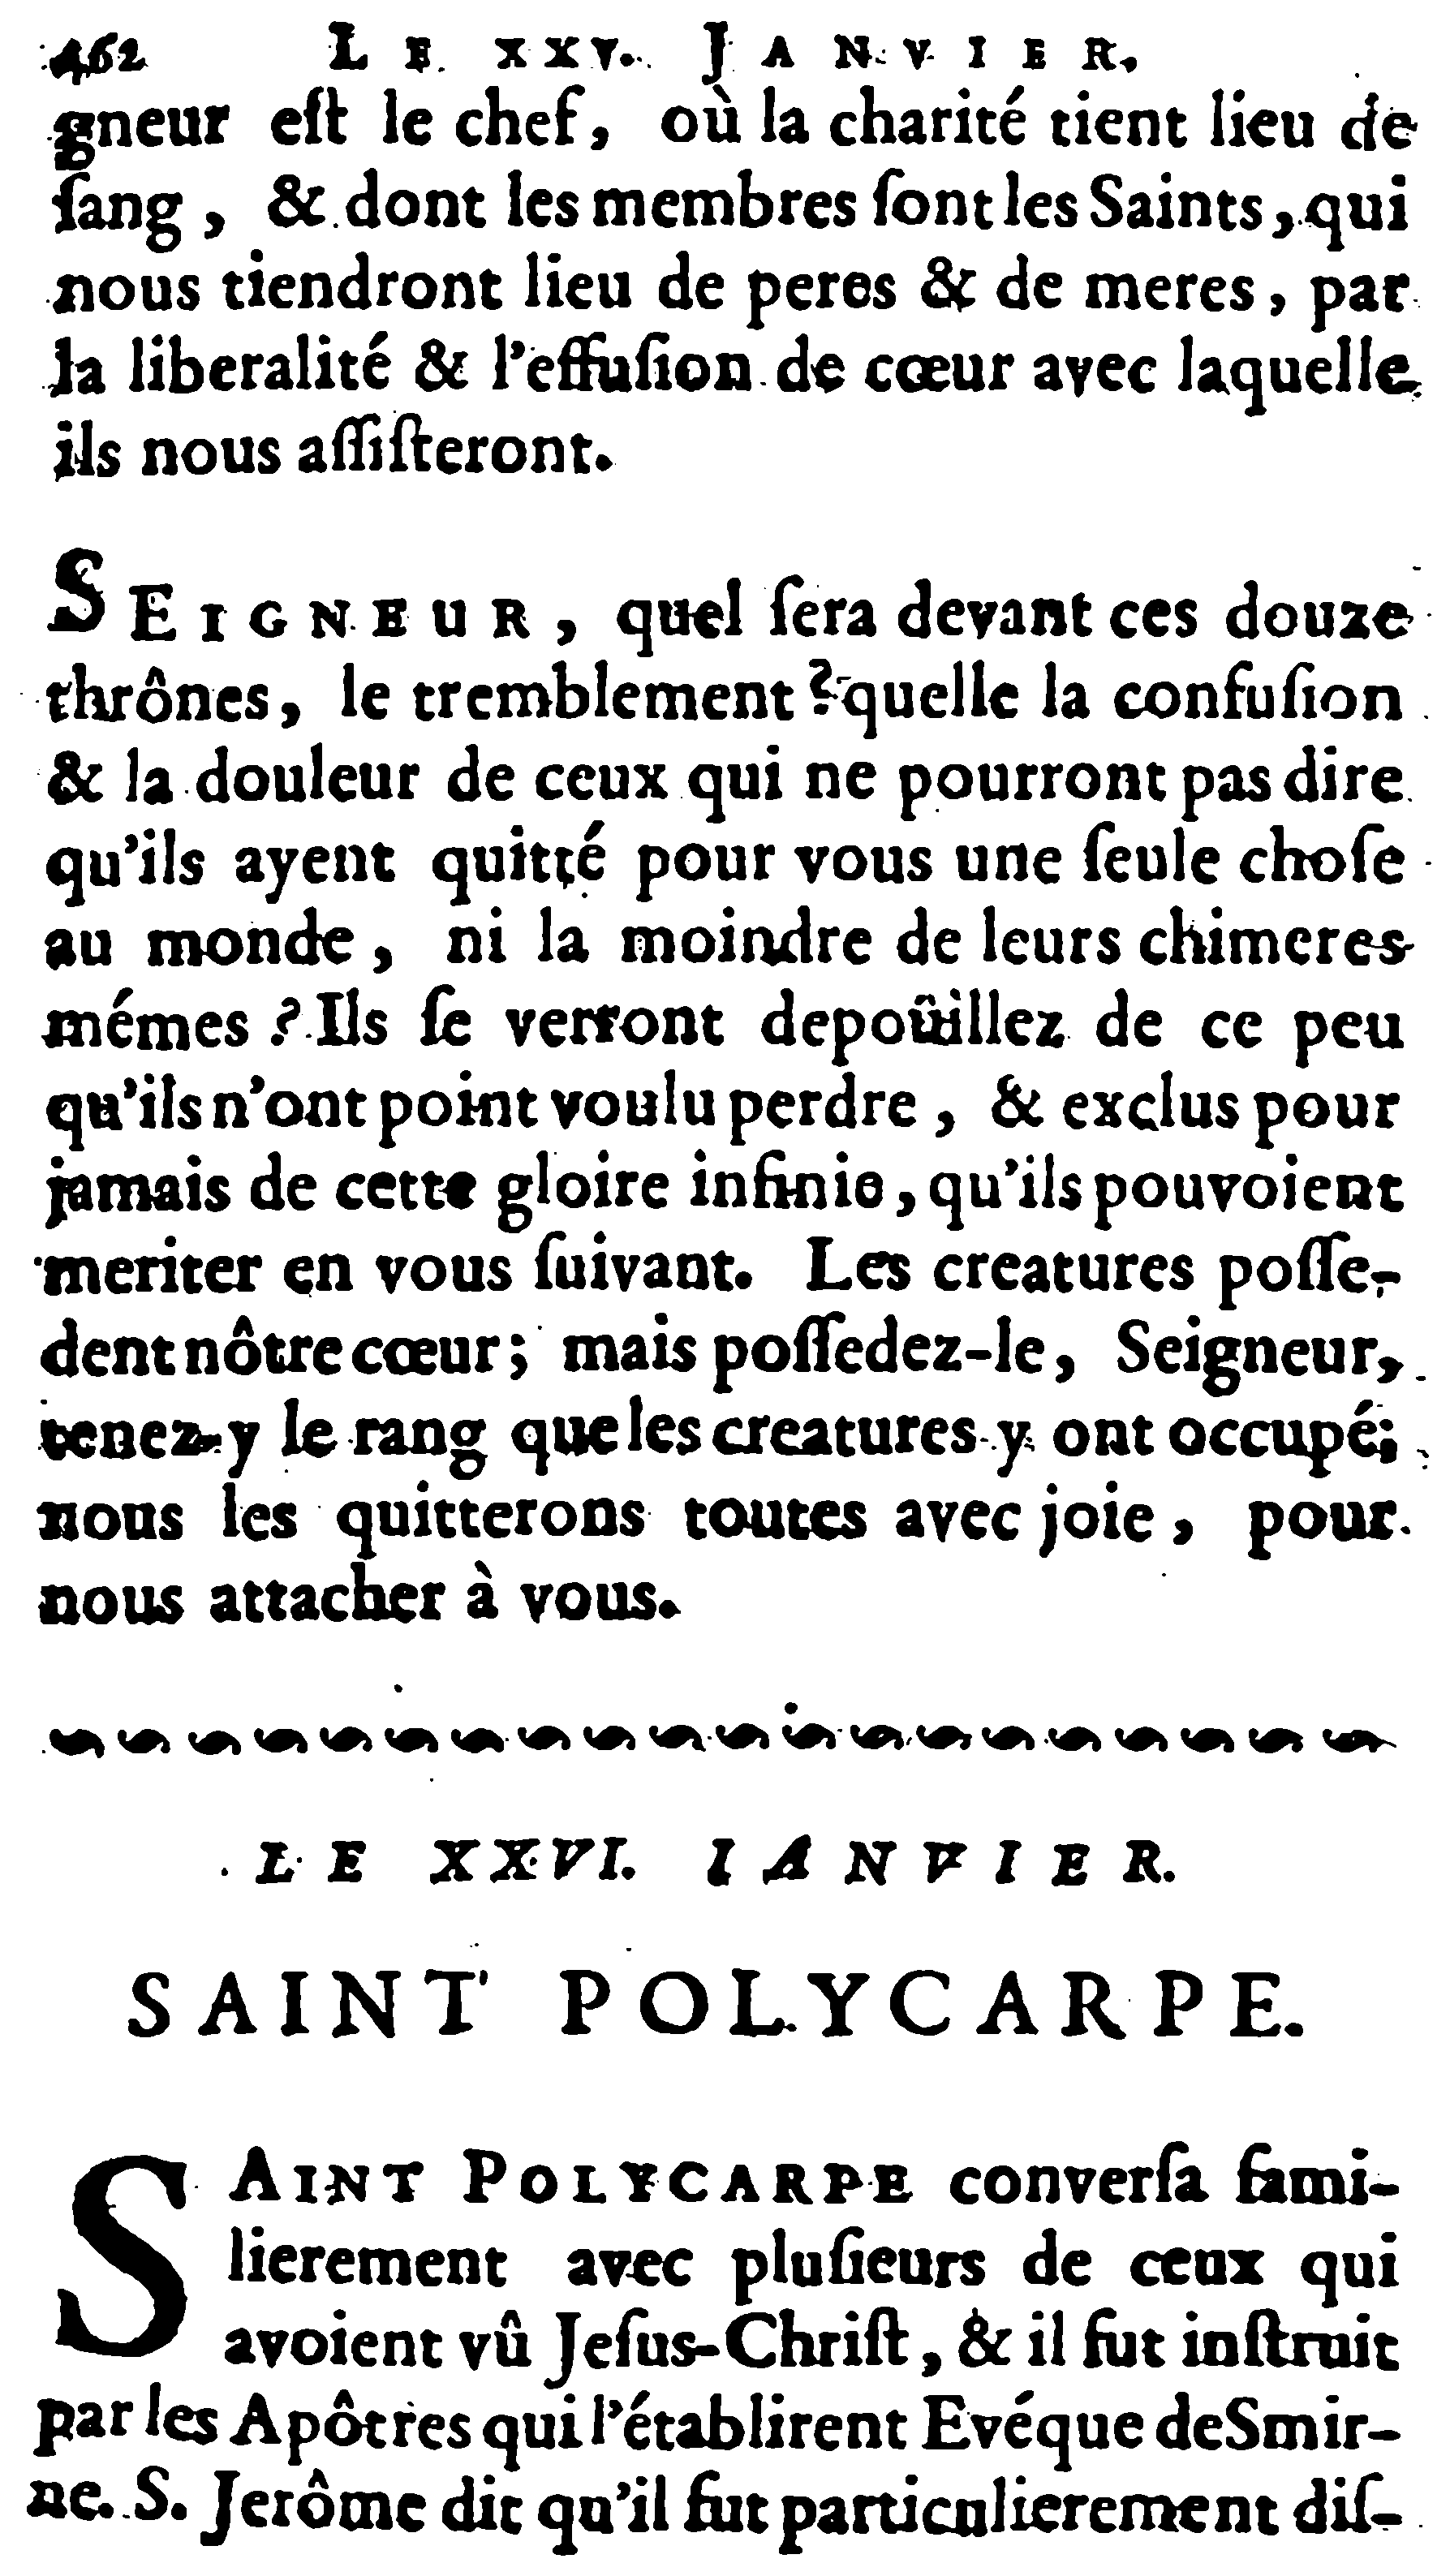 462 LE XXV. JANVIER.
gneur eſt le chef, où la charité tient lieu de
ſang, & dont les membres ſont les Saints, qui
nous tiendront lieu de peres & de meres, par
la liberalité & l'effuſion de cœur avec laquelle
ils nous aſſiſteront.
SEIGNEUR, quel ſera devant ces douze
thrônes, le tremblement ? quelle la confuſion
& la douleur de ceux qui ne pourront pas dire
qu'ils ayent quitté pour vous une ſeule choſe
au monde, ni la moindre de leurs chimeres
mémes ? Ils ſe verront depoüillez de ce peu
qu'ils n'ont point voulu perdre, & exclus pour
jamais de cette gloire infinie, qu'ils pouvoient
meriter en vous ſuivant. Les creatures poſſe-
dent nôtre cœur; mais poſſedez-le, Seigneur,
tenez-y le rang que les creatures y ont occupé;
nous les quitterons toutes avec joie, pour
nous attacher à vous.
LE XXVI. IANVIER.
SAINT POLYCARPE.
SAINT POLYCARPE converſa fami-
lierement avec pluſieurs de ceux qui
avoient vû Jeſus-Chriſt, & il fut inſtruit
par les Apôtres qui l'établirent Evéque de Smir-
ne. S. Jerôme dit qu'il fut particulierement diſ-